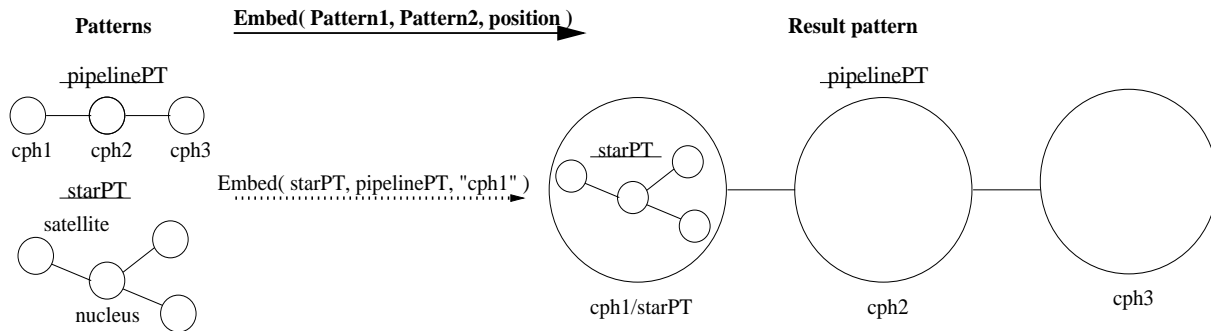 Patterns
Embed( Pattern1, Pattern2, position )
Result pattern
pipelinePT
cph1 cph2 cph3
starPT
satellite
nucleus
Embed( starPT, pipelinePT, "cph1" )
pipelinePT
starPT
cph1/starPT
cph2
cph3